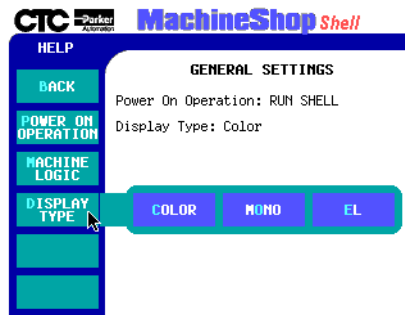 CTC Parker Automation MachineShop Shell
HELP
GENERAL SETTINGS
BACK
Power On Operation: RUN SHELL
POWER ON
OPERATION
Display Type: Color
MACHINE
LOGIC
DISPLAY
TYPE
COLOR MONO EL